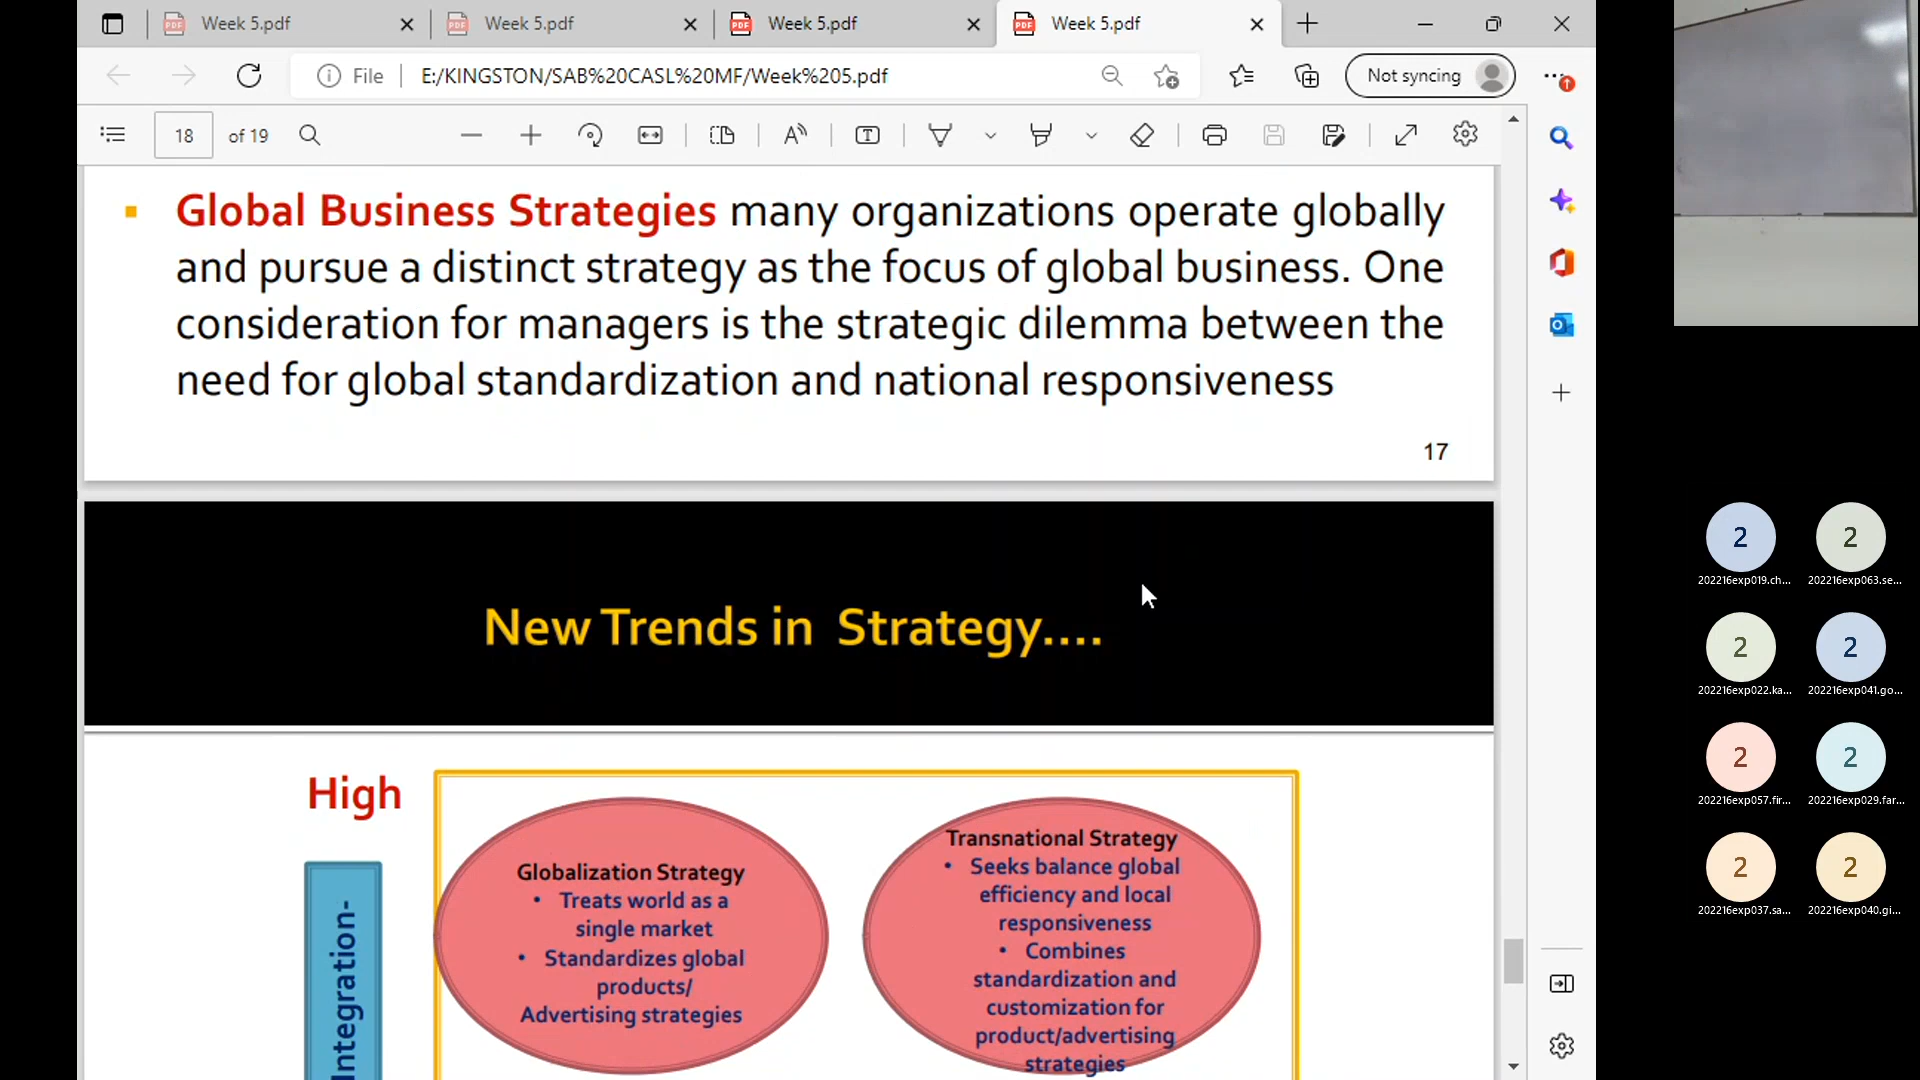 Week 5.pdf
Week 5.pdf
Week 5.pdf
Week 5.pdf
File
E:/KINGSTON/SAB%20CASL%20MF/Week%205.pdf
Not syncing
18 of 19
Global Business Strategies many organizations operate globally
and pursue a distinct strategy as the focus of global business. One
consideration for managers is the strategic dilemma between the
need for global standardization and national responsiveness
17
New Trends in Strategy....
High
Integration-
Globalization Strategy
• Treats world as a
single market
• Standardizes global
products/
Advertising strategies
Transnational Strategy
• Seeks balance global
efficiency and local
responsiveness
• Combines
standardization and
customization for
product/advertising
strategies
2
202216exp019.ch...
2
202216exp063.se...
2
202216exp022.ka...
2
202216exp041.go...
2
202216exp057.fir...
2
202216exp029.far...
2
202216exp037.sa...
2
202216exp040.gi...